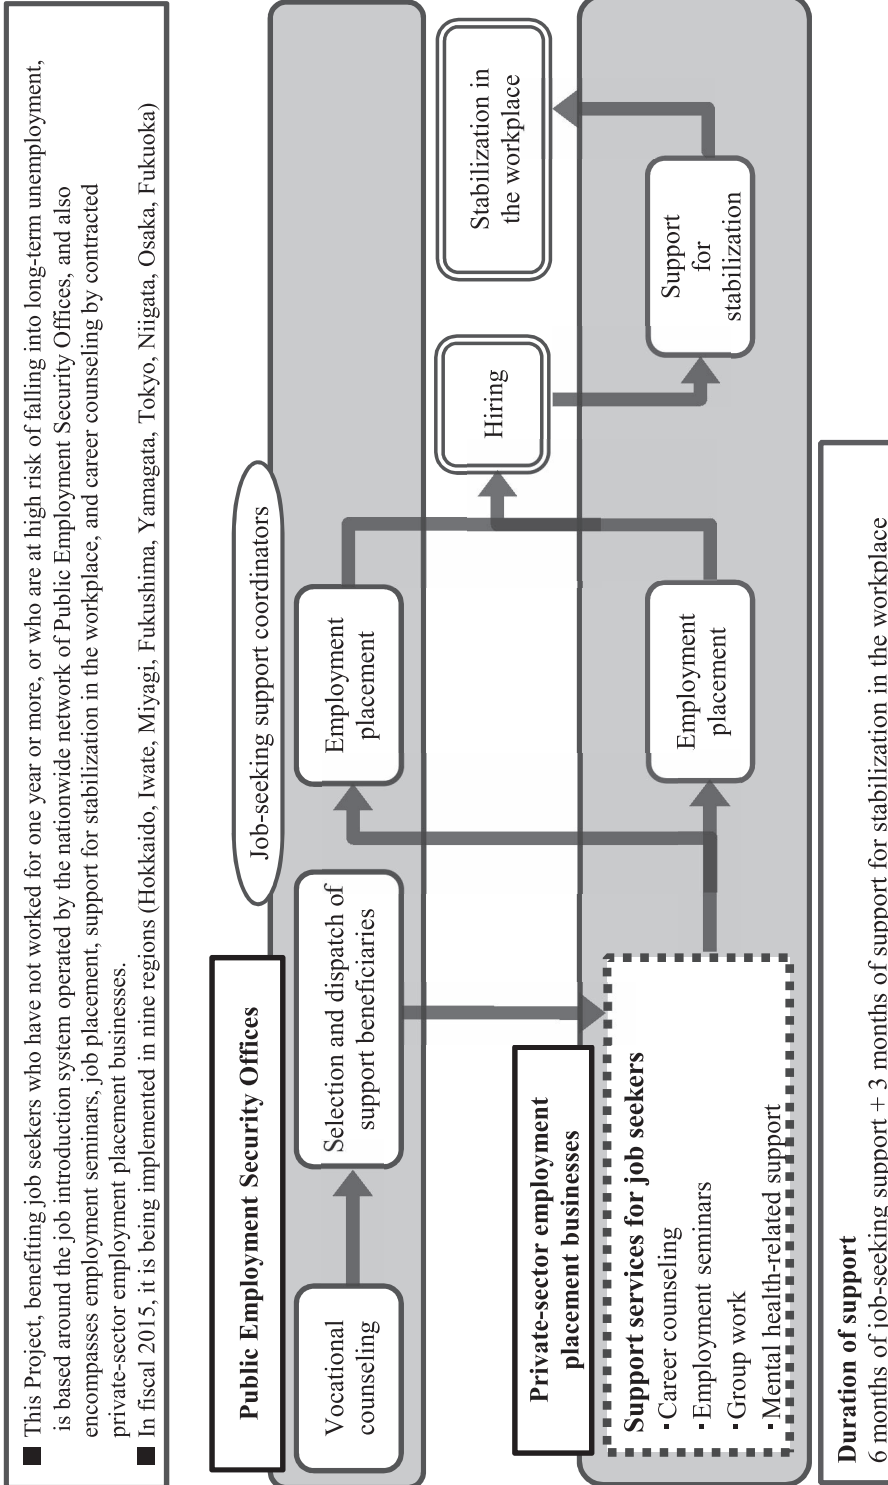 ■ This Project, benefiting job seekers who have not worked for one year or more, or who are at high risk of falling into long-term unemployment,
is based around the job introduction system operated by the nationwide network of Public Employment Security Offices, and also
encompasses employment seminars, job placement, support for stabilization in the workplace, and career counseling by contracted
private-sector employment placement businesses.
■ In fiscal 2015, it is being implemented in nine regions (Hokkaido, Iwate, Miyagi, Fukushima, Yamagata, Tokyo, Niigata, Osaka, Fukuoka)
Public Employment Security Offices
Job-seeking support coordinators
Vocational
counseling
Selection and dispatch of
support beneficiaries
Employment
placement
Hiring
Stabilization in
the workplace
Private-sector employment
placement businesses
Support services for job seekers
・Career counseling
・Employment seminars
・Group work
・Mental health-related support
Employment
placement
Support
for
stabilization
Duration of support
6 months of job-seeking support + 3 months of support for stabilization in the workplace